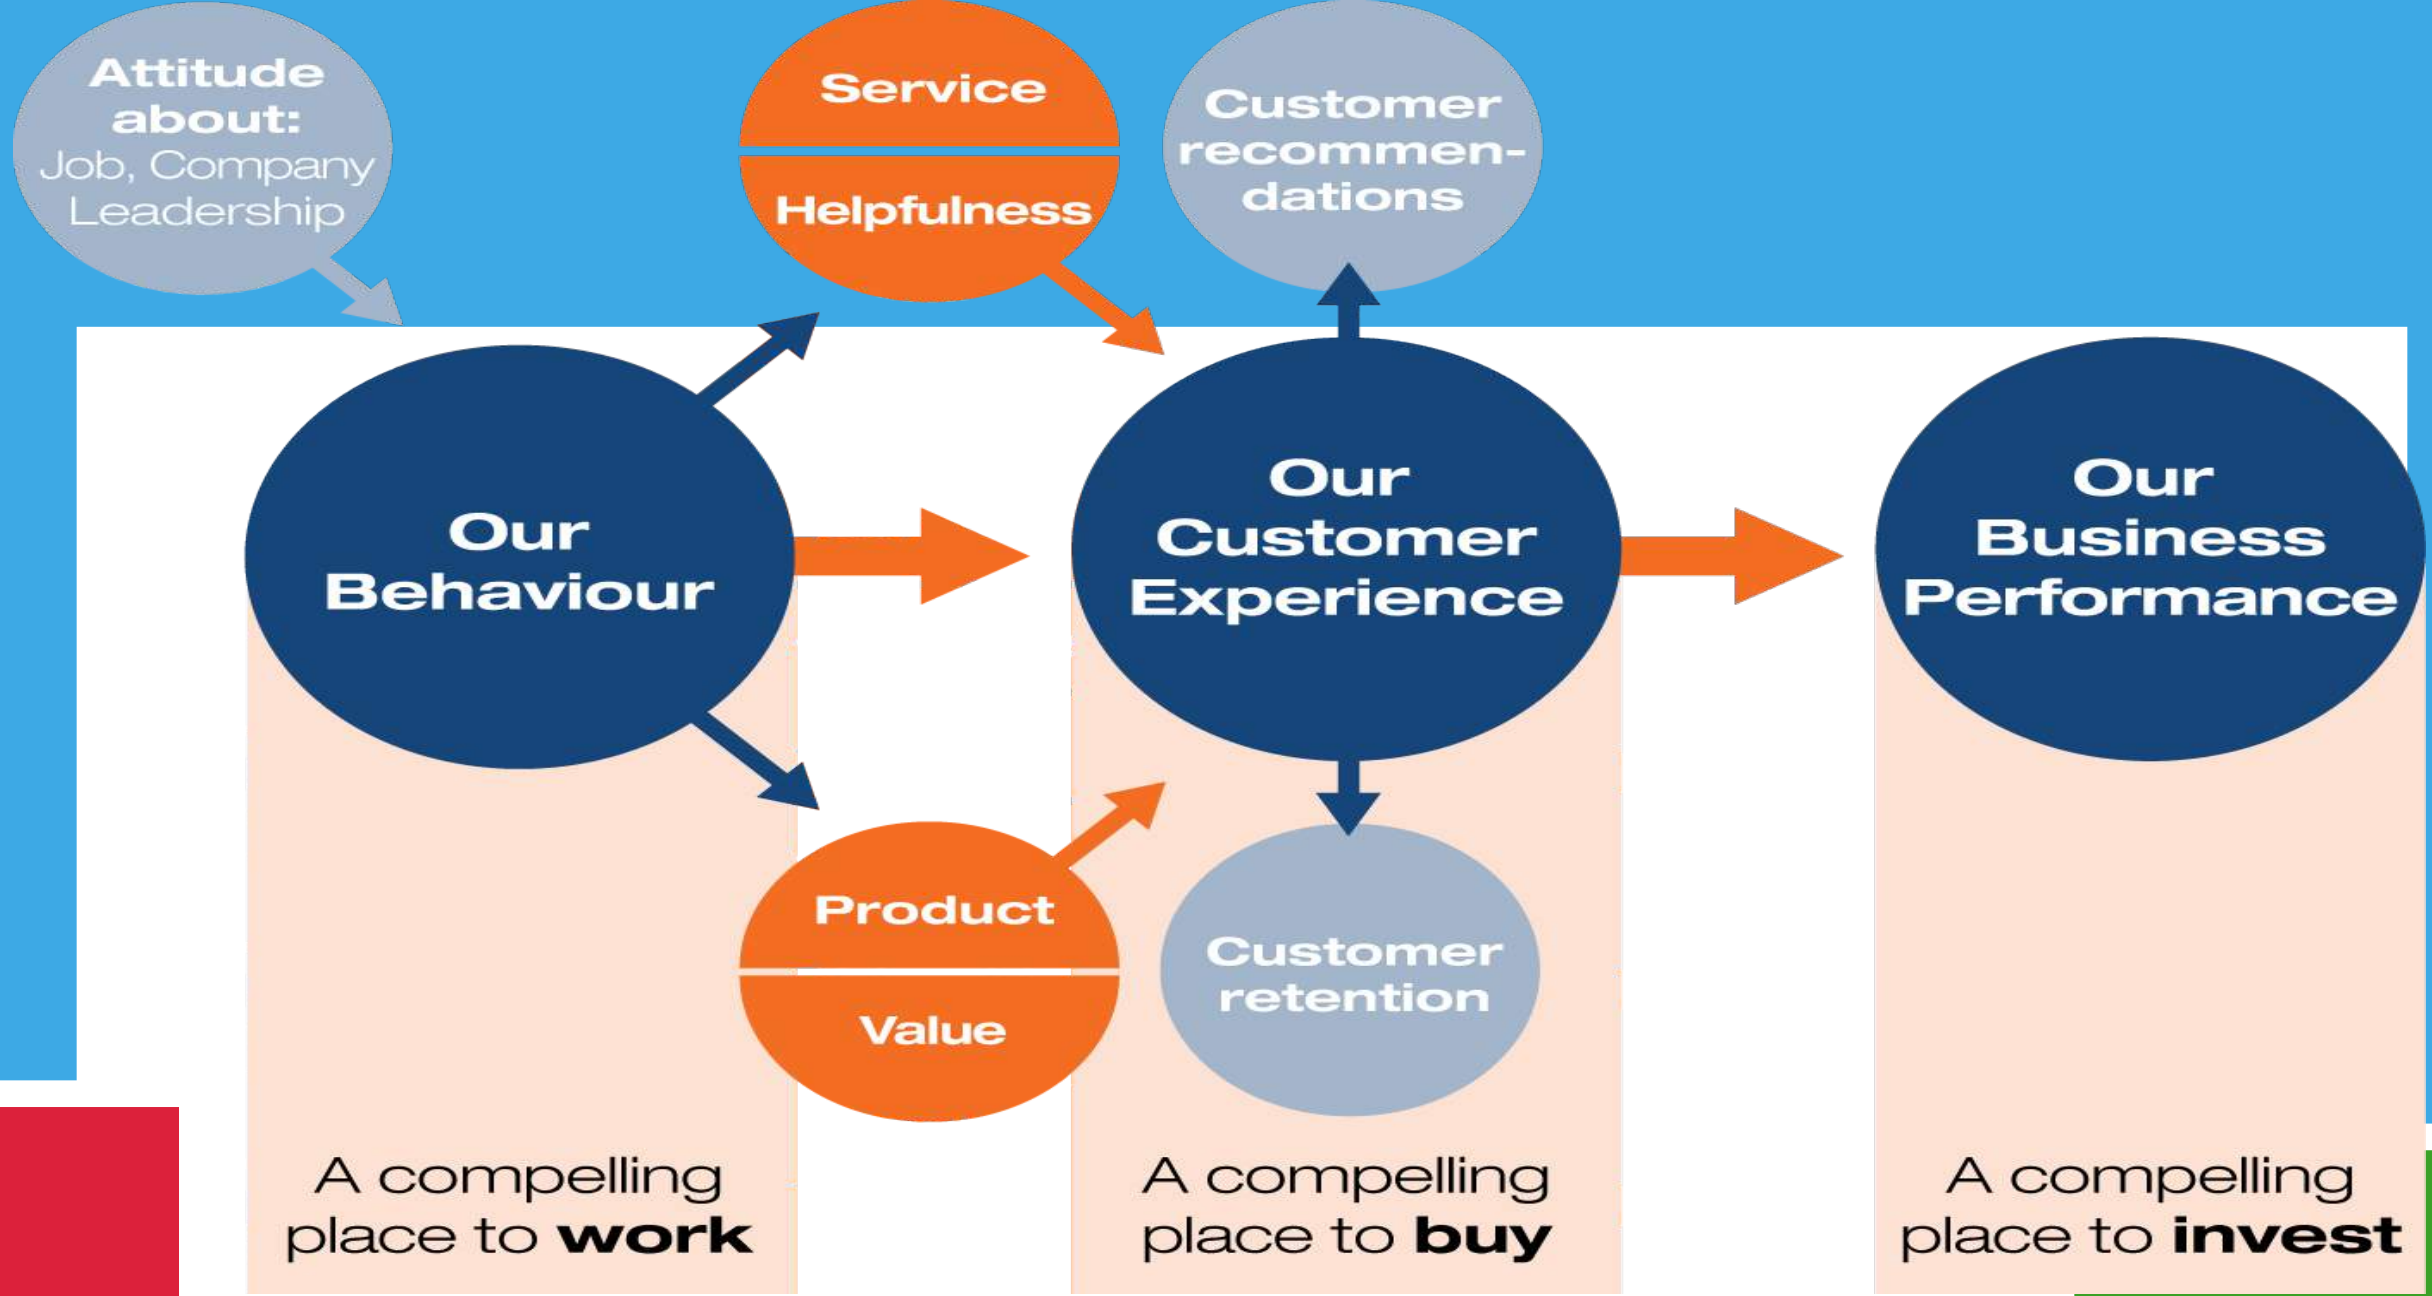 Attitude
about:
Job, Company
Leadership
Service
Helpfulness
Customer
recommen-
dations
Our
Behaviour
Our
Customer
Experience
Our
Business
Performance
Product
Value
Customer
retention
A compelling
place to work
A compelling
place to buy
A compelling
place to invest